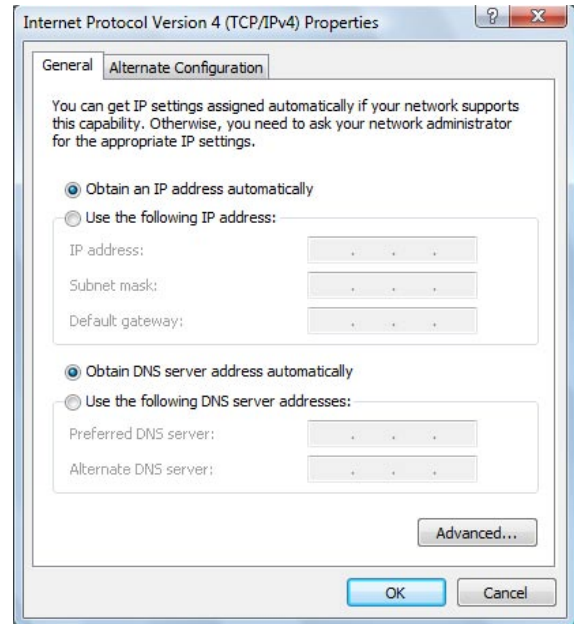 Internet Protocol Version 4 (TCP/IPv4) Properties
General
Alternate Configuration
You can get IP settings assigned automatically if your network supports
this capability. Otherwise, you need to ask your network administrator
for the appropriate IP settings.
Obtain an IP address automatically
Use the following IP address:
IP address:
Subnet mask:
Default gateway:
Obtain DNS server address automatically
Use the following DNS server addresses:
Preferred DNS server:
Alternate DNS server:
Advanced...
OK
Cancel